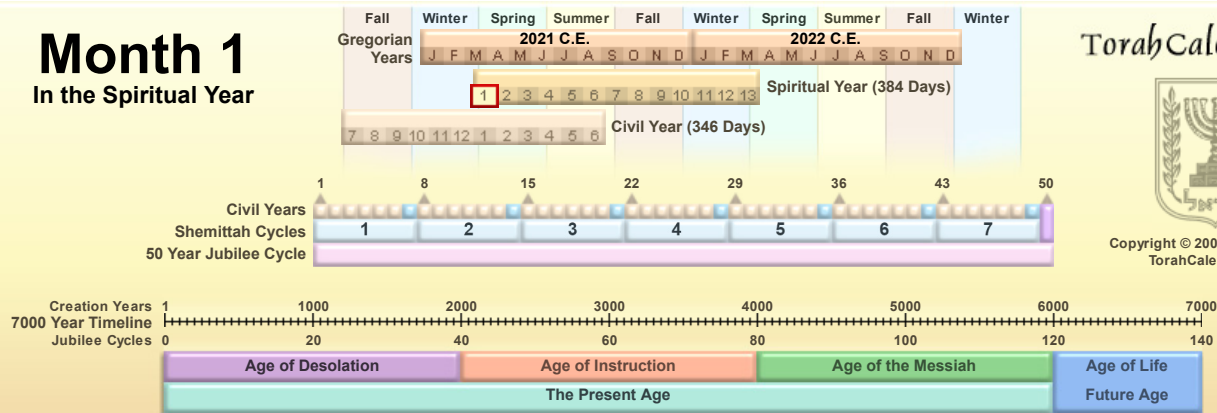 Fall Winter Spring Summer Fall Winter Spring Summer Fall Winter
Month 1
In the Spiritual Year
Gregorian Years
2021 C.E. 2022 C.E.
J F M A M J J A S O N D J F M A M J J A S O N D
TorahCale
1 2 3 4 5 6 7 8 9 10 11 12 13 Spiritual Year (384 Days)
7 8 9 10 11 12 1 2 3 4 5 6 Civil Year (346 Days)
1 8 15 22 29 36 43 50
Civil Years
Shemittah Cycles 1 2 3 4 5 6 7
50 Year Jubilee Cycle
Copyright © 200
TorahCale
Creation Years 1 1000 2000 3000 4000 5000 6000 7000
7000 Year Timeline
Jubilee Cycles 0 20 40 60 80 100 120 140
Age of Desolation Age of Instruction Age of the Messiah Age of Life
The Present Age Future Age